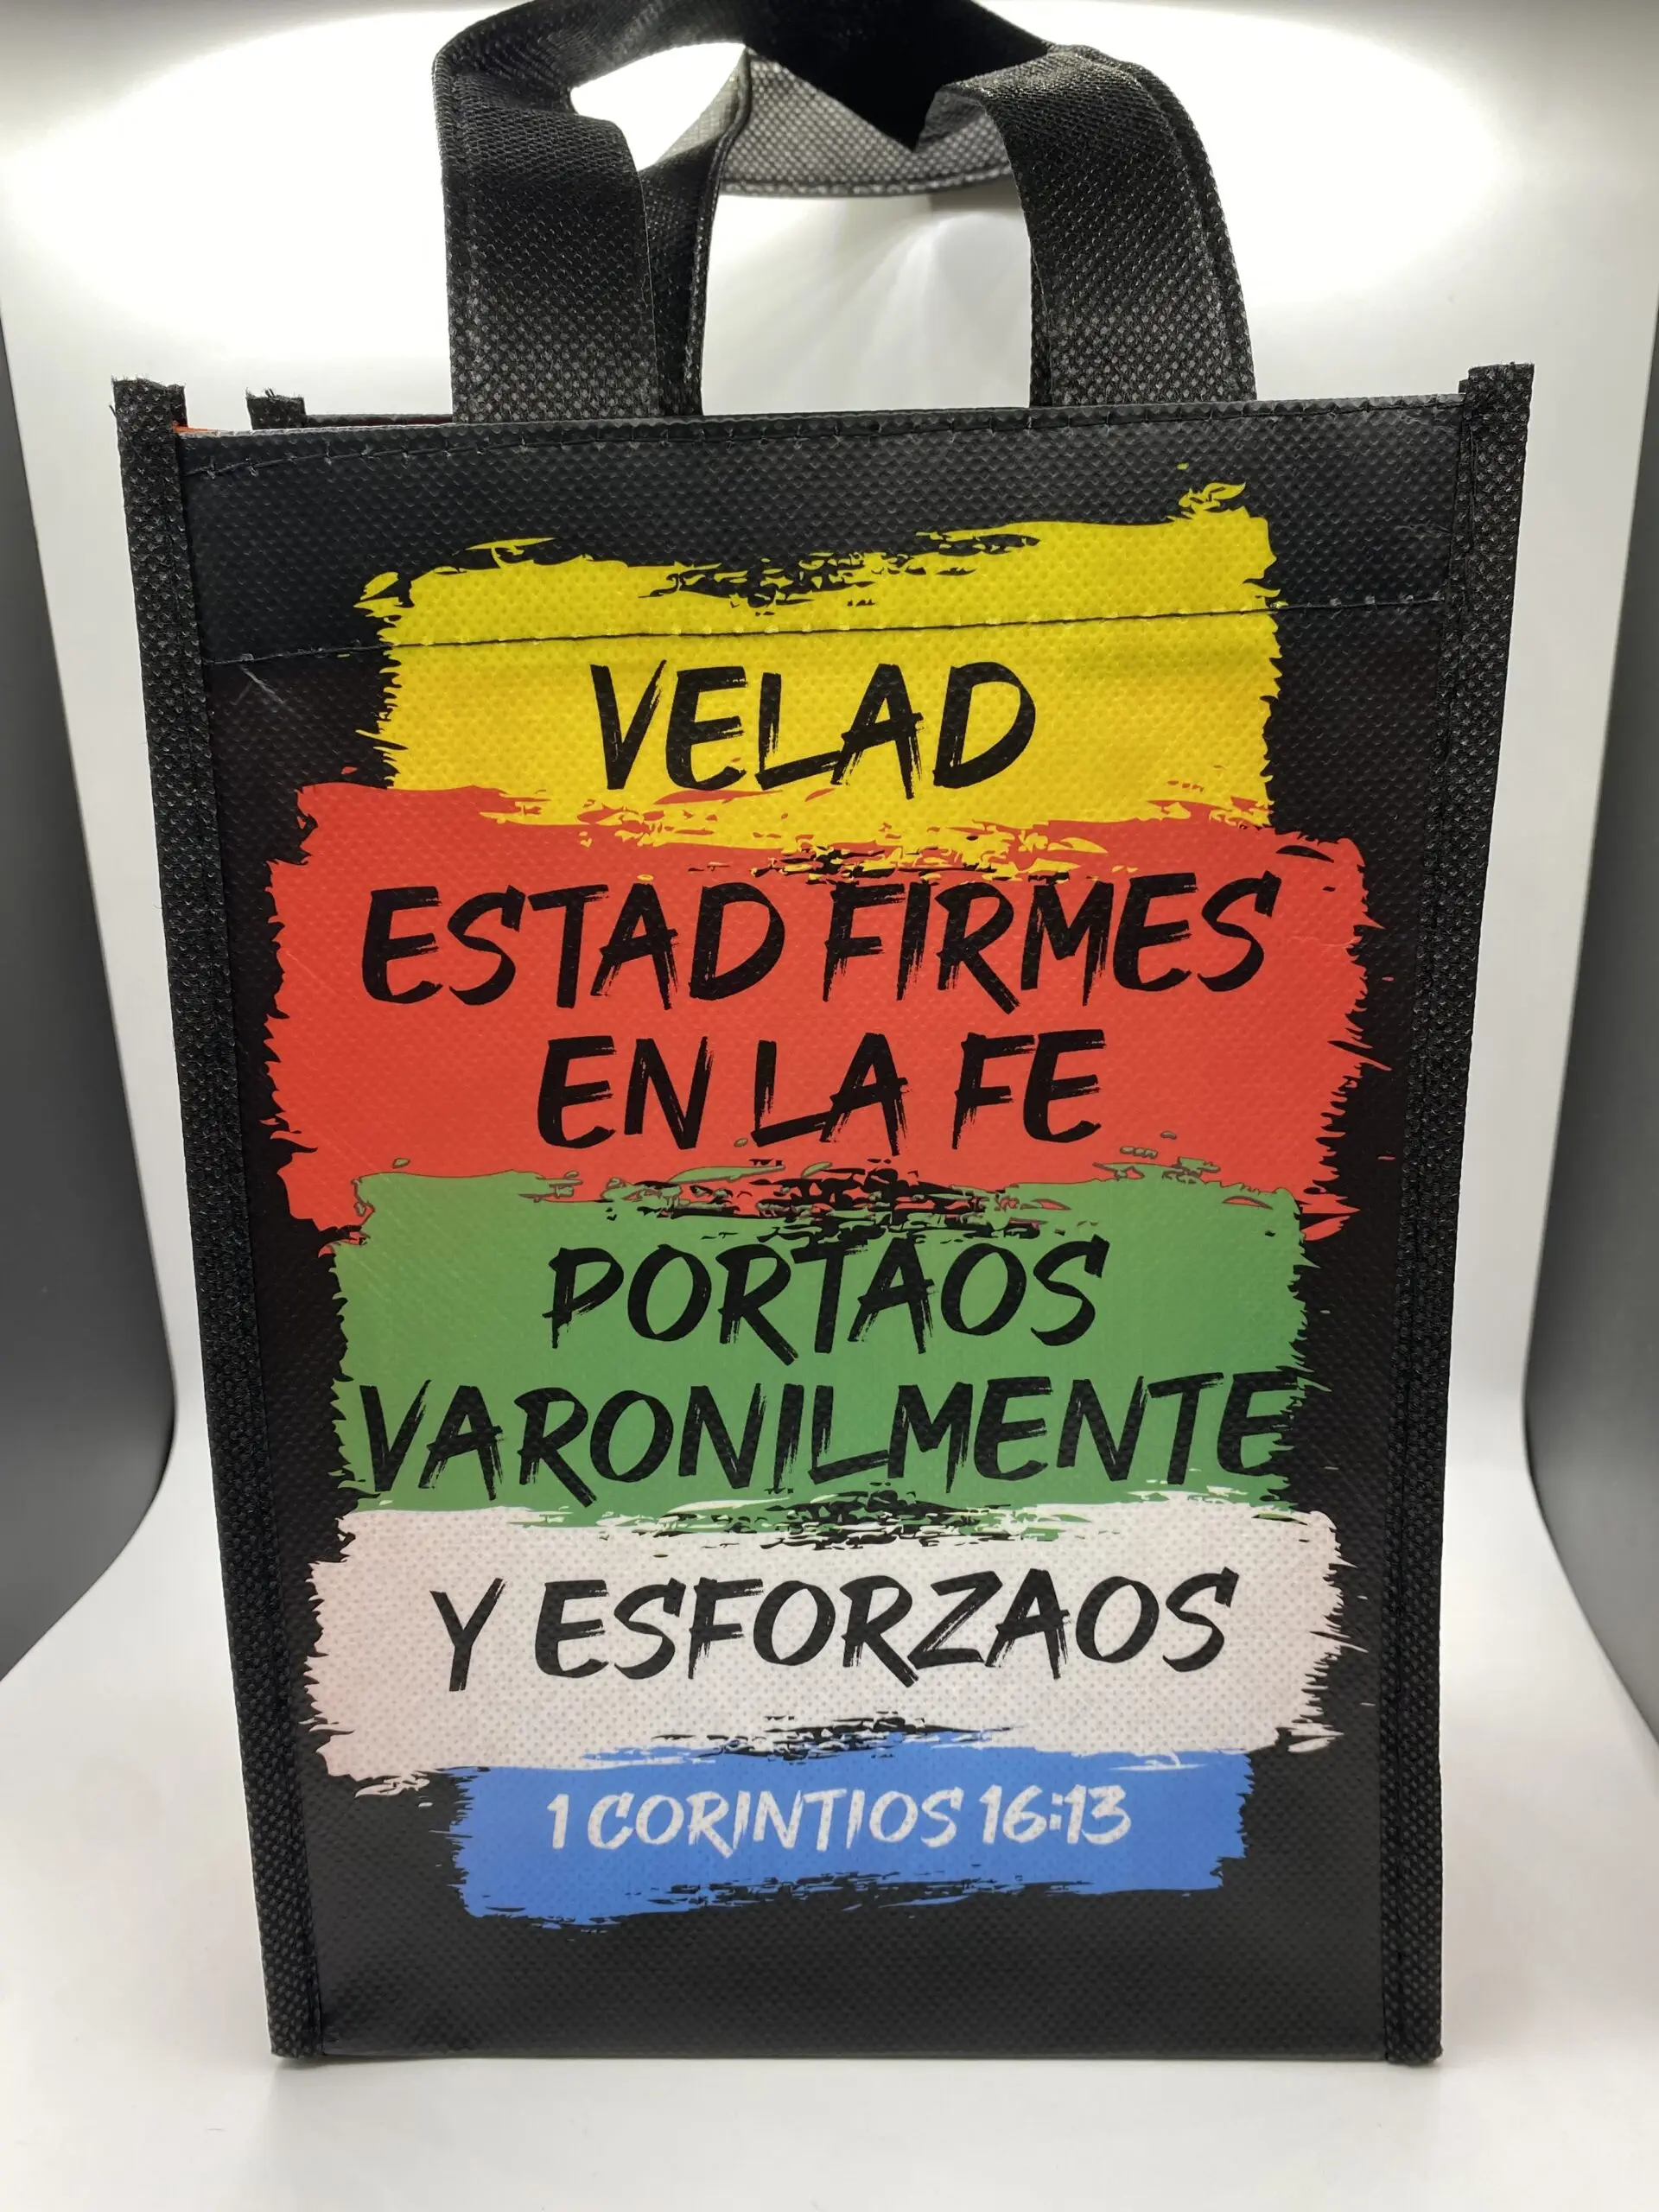 VELAD
ESTAD FIRMES
EN LA FE
PORTAOS
VARONILMENTE
Y ESFORZAOS
1 CORINTIOS 16:13